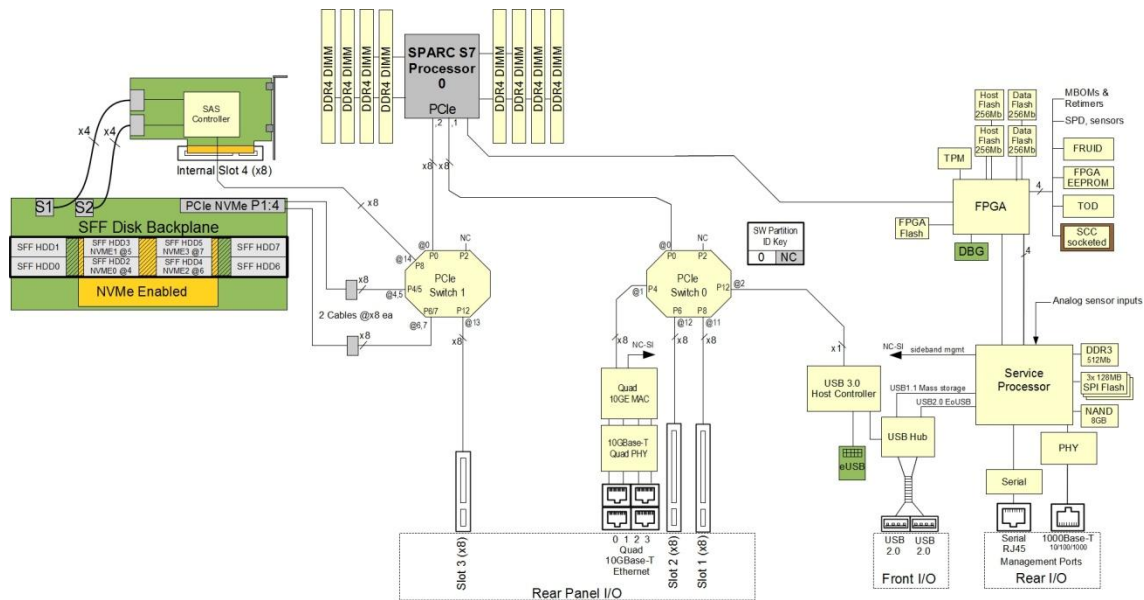 DDR4 DIMM
DDR4 DIMM
DDR4 DIMM
DDR4 DIMM
SPARC S7
Processor
0
PCIe
,2
,1
DDR4 DIMM
DDR4 DIMM
DDR4 DIMM
DDR4 DIMM
x8
x8
SAS
Controller
x4
x4
Internal Slot 4 (x8)
x8
S1
S2
PCIe NVMe P1:4
SFF Disk Backplane
SFF HDD1
SFF HDD3
NVME1 @5
SFF HDD5
NVME3 @7
SFF HDD7
SFF HDD0
SFF HDD2
NVME0 @4
SFF HDD4
NVME2 @6
SFF HDD6
NVMe Enabled
x8
2 Cables @x8 ea
x8
@0
NC
P0
P2
@14
P8
PCIe
Switch 1
P4/5
@4,5
P6/7
P12
@6,7
@13
x8
Slot 3 (x8)
@0
NC
P0
P2
PCIe
Switch 0
P4
@1
P12
@2
P6
P8
@12
@11
x8
x8
x8
SW Partition
ID Key
0
NC
NC-SI
Quad
10GE MAC
10GBase-T
Quad PHY
0 1 2 3
Quad
10GBase-T
Ethernet
Slot 2 (x8)
Slot 1 (x8)
Rear Panel I/O
x1
USB 3.0
Host Controller
eUSB
USB Hub
USB
2.0
USB
2.0
Front I/O
NC-SI
sideband mgmt
USB1.1 Mass storage
USB2.0 EoUSB
Host
Flash
256Mb
Data
Flash
256Mb
Host
Flash
256Mb
Data
Flash
256Mb
MBOMs &
Retimers
SPD, sensors
TPM
FPGA
FPGA
Flash
DBG
4
FRUID
FPGA
EEPROM
TOD
SCC
socketed
4
Analog sensor inputs
Service
Processor
DDR3
512Mb
3x 128MB
SPI Flash
NAND
8GB
PHY
Serial
Serial
RJ45
1000Base-T
10/100/1000
Management Ports
Rear I/O